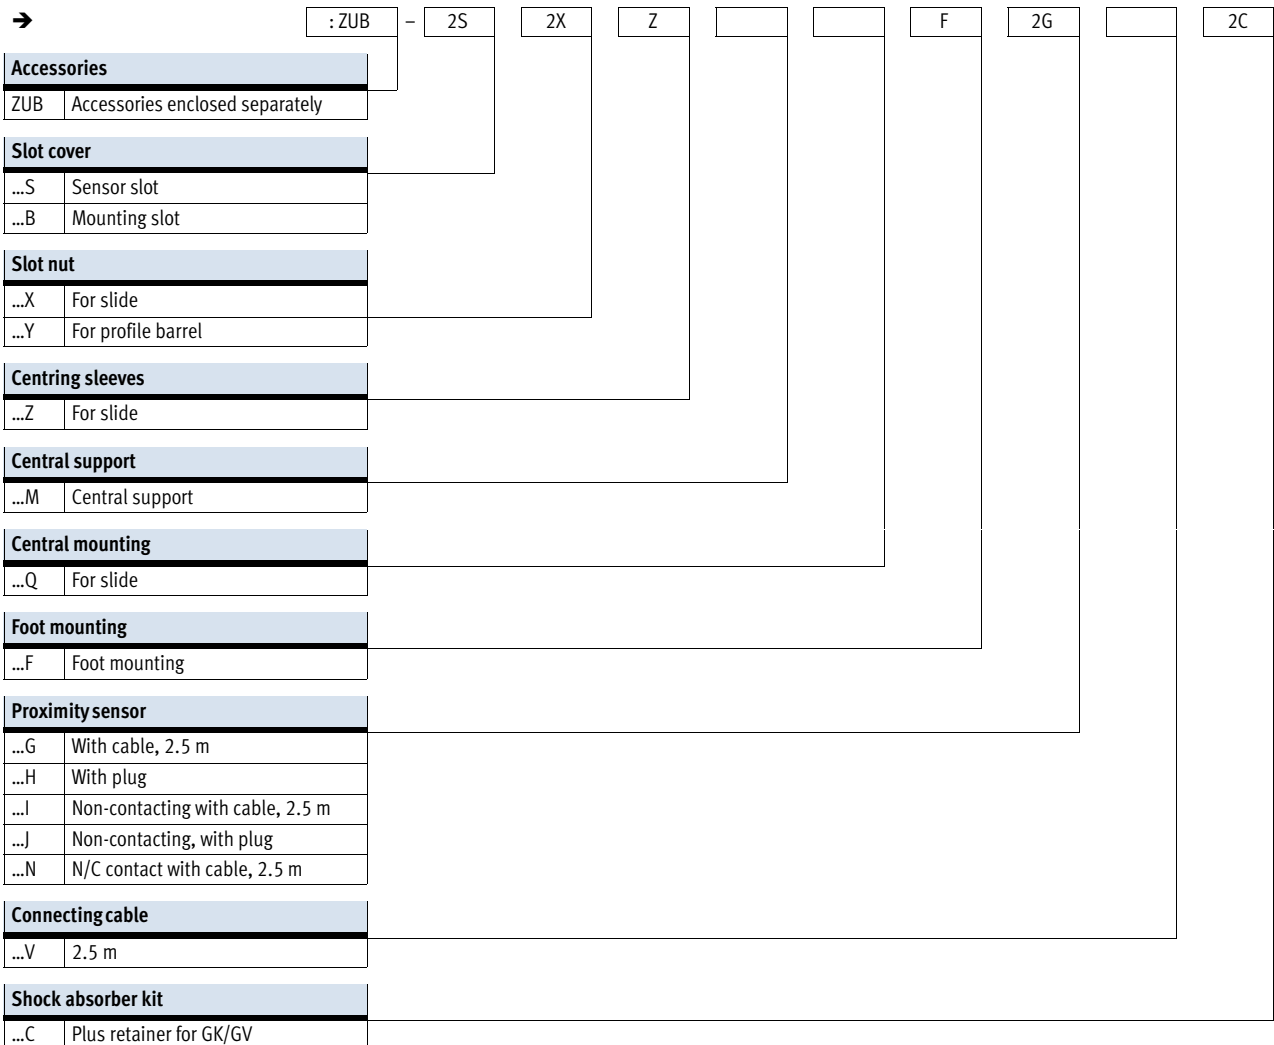 ➔ : ZUB – 2S 2X Z F 2G 2C
Accessories
ZUB Accessories enclosed separately
Slot cover
...S Sensor slot
...B Mounting slot
Slot nut
...X For slide
...Y For profile barrel
Centring sleeves
...Z For slide
Central support
...M Central support
Central mounting
...Q For slide
Foot mounting
...F Foot mounting
Proximity sensor
...G With cable, 2.5 m
...H With plug
...I Non-contacting with cable, 2.5 m
...J Non-contacting, with plug
...N N/C contact with cable, 2.5 m
Connecting cable
...V 2.5 m
Shock absorber kit
...C Plus retainer for GK/GV